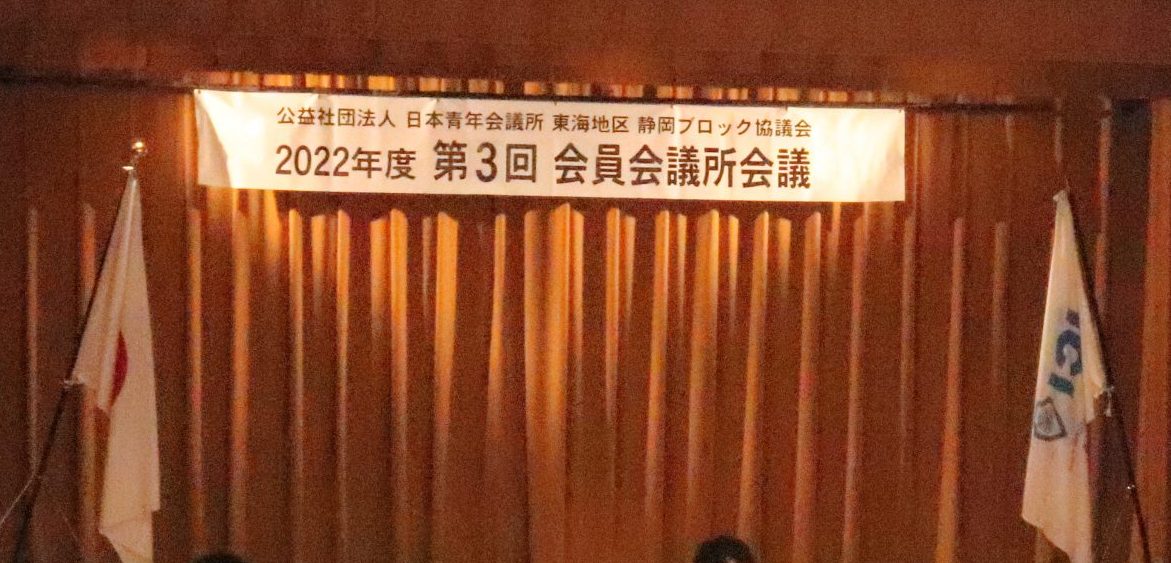 公益社団法人 日本青年会議所 東海地区 静岡ブロック協議会
2022年度 第3回 会員会議所会議
JCI